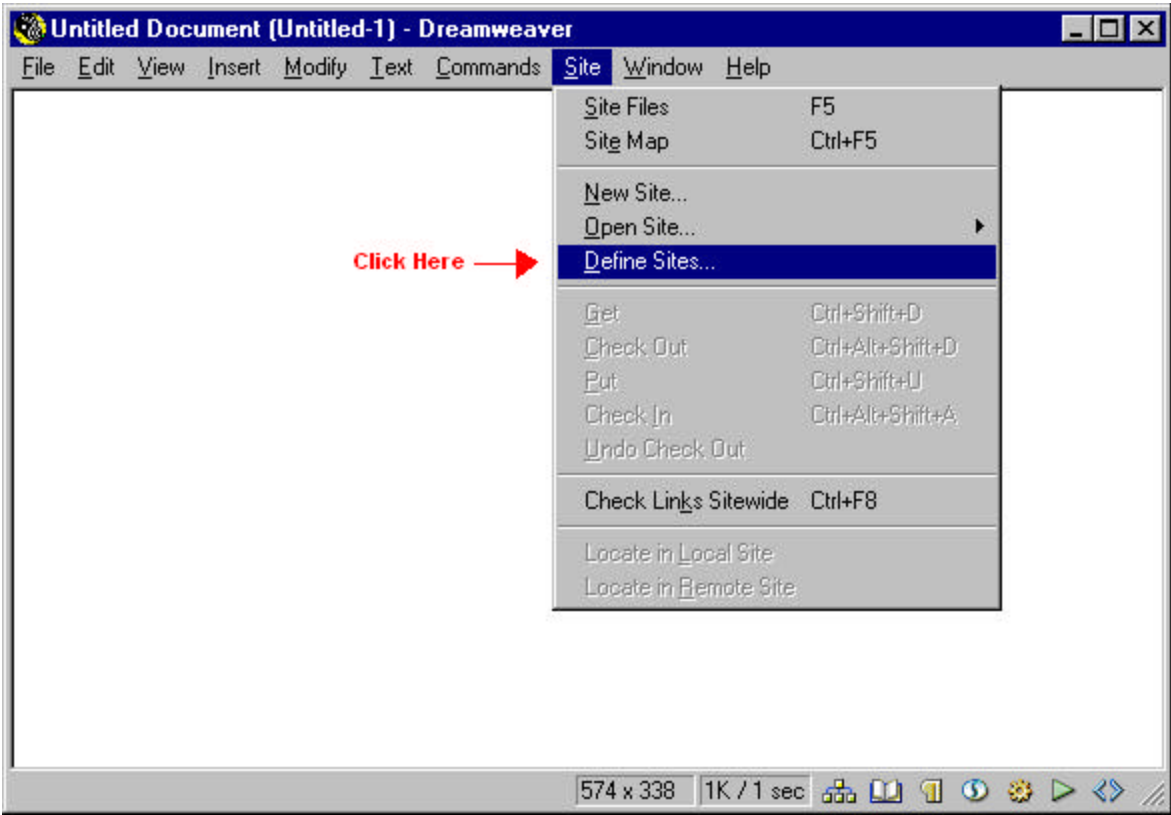 Untitled Document (Untitled-1) - Dreamweaver
File Edit View Insert Modify Text Commands Site Window Help
Site Files F5
Site Map Ctrl+F5
New Site...
Open Site...
Click Here Define Sites...
Get Ctrl+Shift+D
Check Out Ctrl+Alt+Shift+D
Put Ctrl+Shift+U
Check In Ctrl+Alt+Shift+A
Undo Check Out
Check Links Sitewide Ctrl+F8
Locate in Local Site
Locate in Remote Site
574 x 338 1K / 1 sec